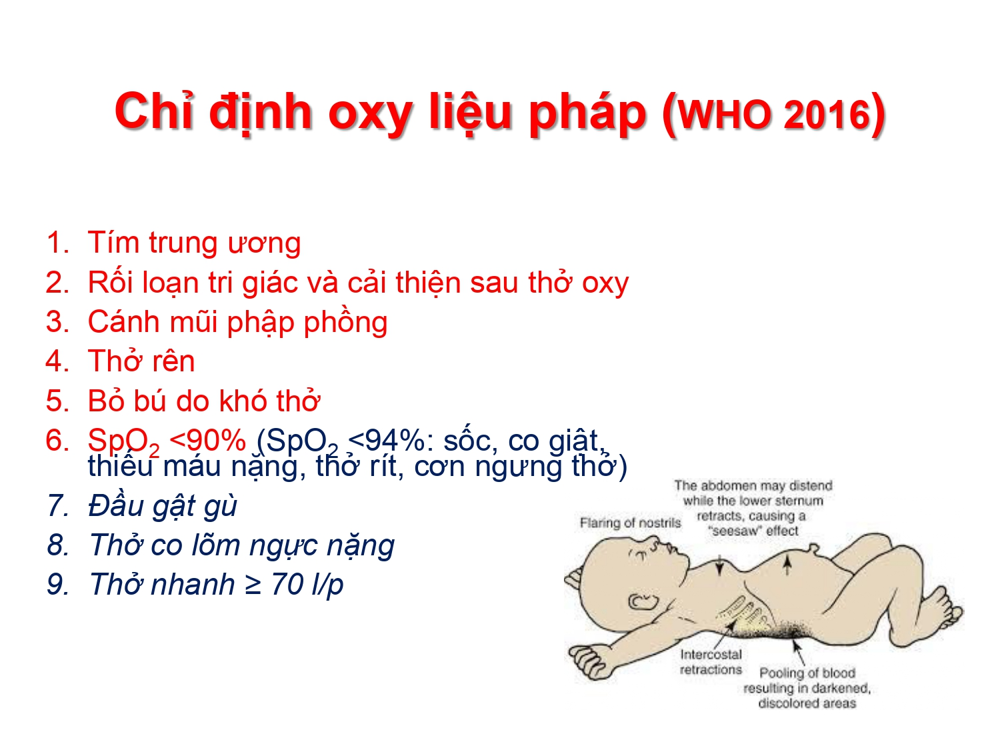 Chỉ định oxy liệu pháp (WHO 2016)
1. Tím trung ương
2. Rối loạn tri giác và cải thiện sau thở oxy
3. Cánh mũi phập phồng
4. Thở rên
5. Bỏ bú do khó thở
6. SpO2 <90% (SpO2 <94%: sốc, co giật,
thiếu máu nặng, thở rít, cơn ngưng thở)
7. Đầu gật gù
8. Thở co lõm ngực nặng
9. Thở nhanh ≥ 70 l/p
The abdomen may distend
while the lower sternum
retracts, causing a
“seesaw” effect
Flaring of nostrils
Intercostal
retractions
Pooling of blood
resulting in darkened,
discolored areas